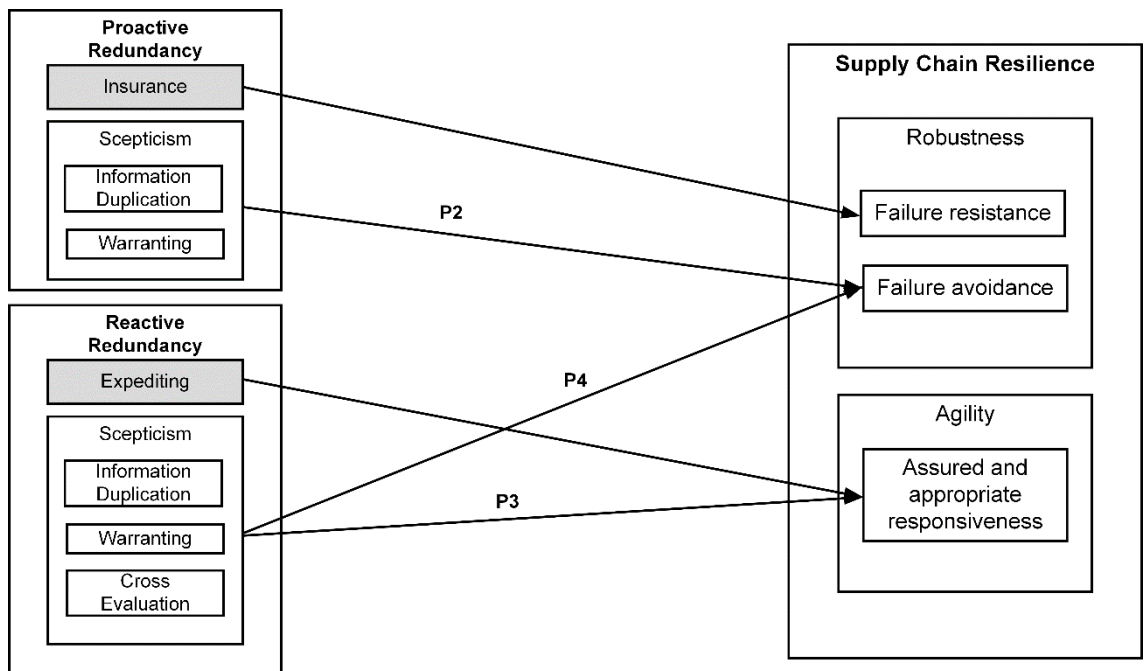 Proactive
Redundancy
Insurance
Scepticism
Information
Duplication
Warranting
Reactive
Redundancy
Expediting
Scepticism
Information
Duplication
Warranting
Cross
Evaluation
P2
P4
P3
Supply Chain Resilience
Robustness
Failure resistance
Failure avoidance
Agility
Assured and
appropriate
responsiveness